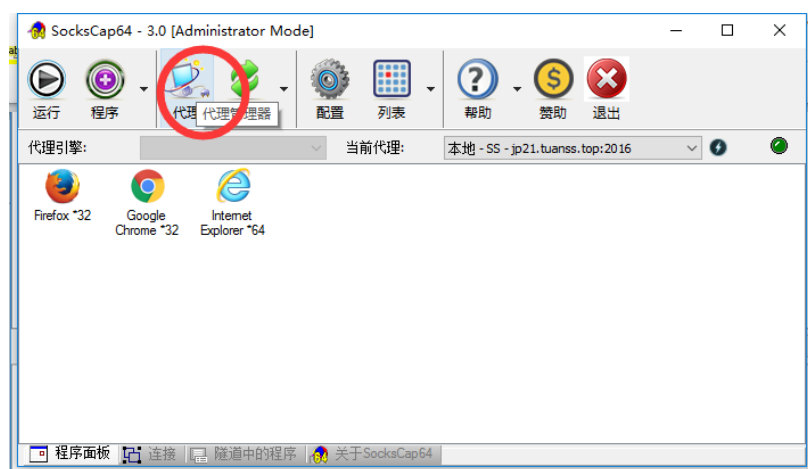 SocksCap64 - 3.0 [Administrator Mode]
运行 程序 代理 配置 列表 帮助 赞助 退出
代理管理器
代理引擎: 当前代理: 本地 - SS - jp21.tuanss.top:2016
Firefox *32 Google Chrome *32 Internet Explorer *64
程序面板 连接 隧道中的程序 关于SocksCap64